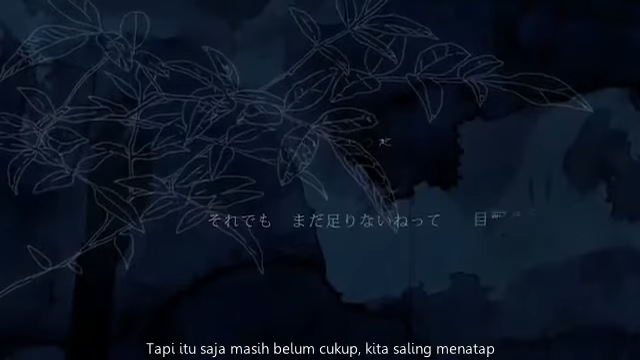 それでも　まだ足りないねって　目
Tapi itu saja masih belum cukup, kita saling menatap